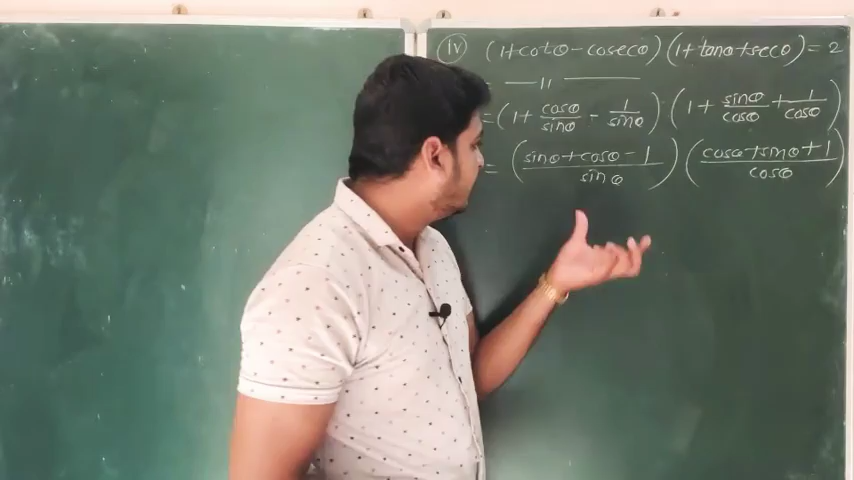 (iv) (1+cotθ-cosecθ)(1+tanθ+secθ)=2
— 11 —
=(1+ cosθ/sinθ - 1/sinθ)·(1+ sinθ/cosθ + 1/cosθ)
= (sinθ+cosθ-1/sinθ)(cosθ+sinθ+1/cosθ)